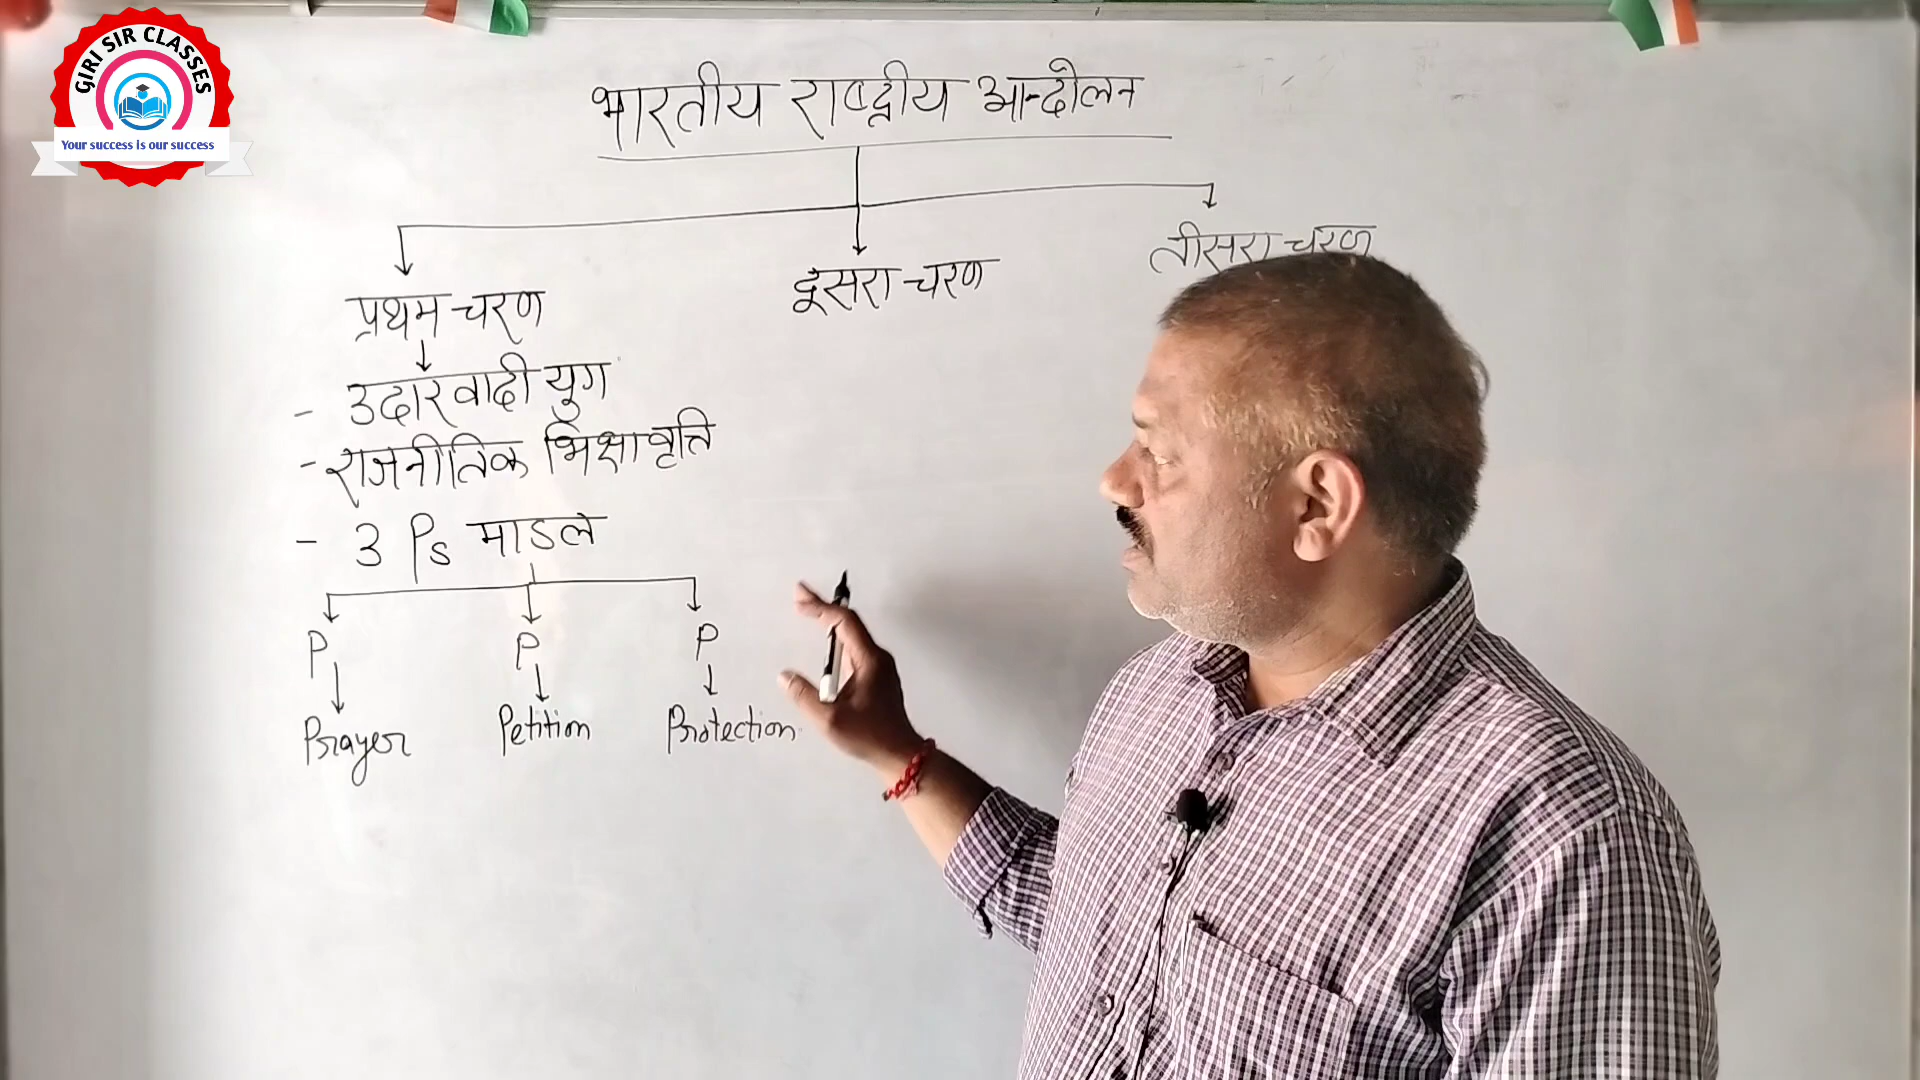 GIRI SIR CLASSES
Your success is our success
भारतीय राष्ट्रीय आन्दोलन
प्रथम चरण
दूसरा चरण
तीसरा चरण
- उदारवादी युग
- राजनीतिक भिक्षावृत्ति
- 3 Ps माडल
P P P
Prayer Petition Protection